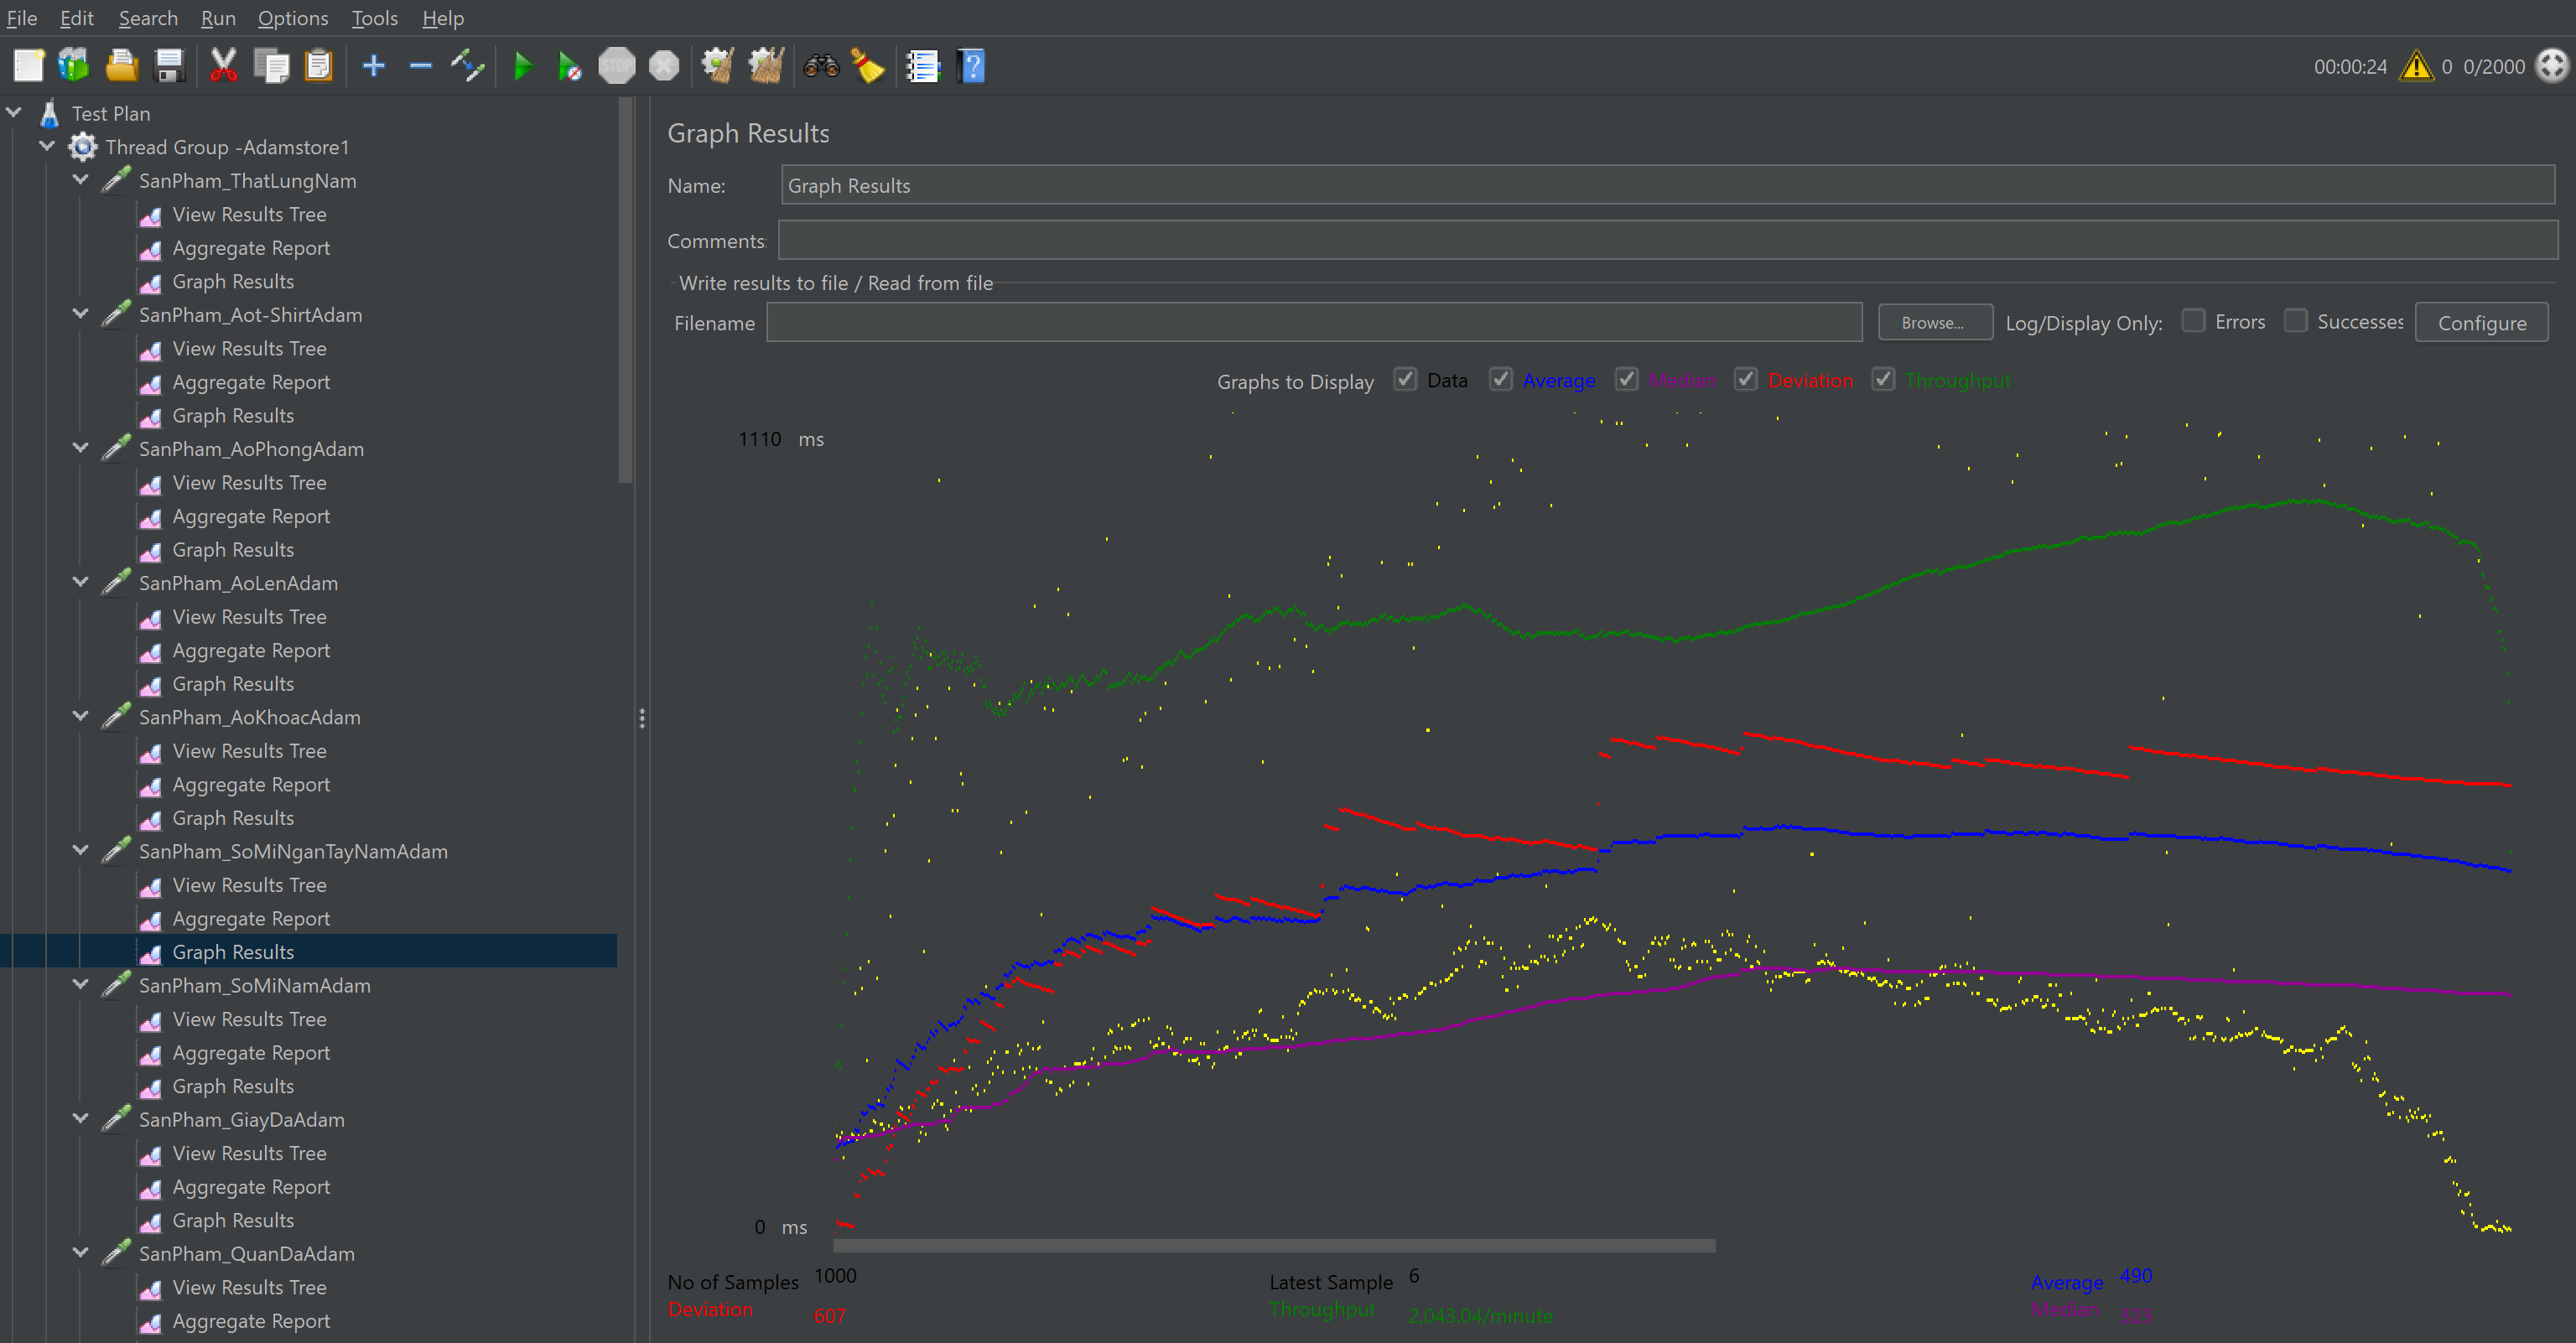 File Edit Search Run Options Tools Help
STOP
00:00:24 0 0/2000
Test Plan
Thread Group -Adamstore1
SanPham_ThatLungNam
View Results Tree
Aggregate Report
Graph Results
SanPham_Aot-ShirtAdam
View Results Tree
Aggregate Report
Graph Results
SanPham_AoPhongAdam
View Results Tree
Aggregate Report
Graph Results
SanPham_AoLenAdam
View Results Tree
Aggregate Report
Graph Results
SanPham_AoKhoacAdam
View Results Tree
Aggregate Report
Graph Results
SanPham_SoMiNganTayNamAdam
View Results Tree
Aggregate Report
Graph Results
SanPham_SoMiNamAdam
View Results Tree
Aggregate Report
Graph Results
SanPham_GiayDaAdam
View Results Tree
Aggregate Report
Graph Results
SanPham_QuanDaAdam
View Results Tree
Aggregate Report
Graph Results
Name: Graph Results
Comments:
Write results to file / Read from file
Filename Browse... Log/Display Only: Errors Successes Configure
Graphs to Display Data Average Median Deviation Throughput
1110 ms
0 ms
No of Samples 1000 Latest Sample 6 Average 490
Deviation 607 Throughput 2,043.04/minute Median 323